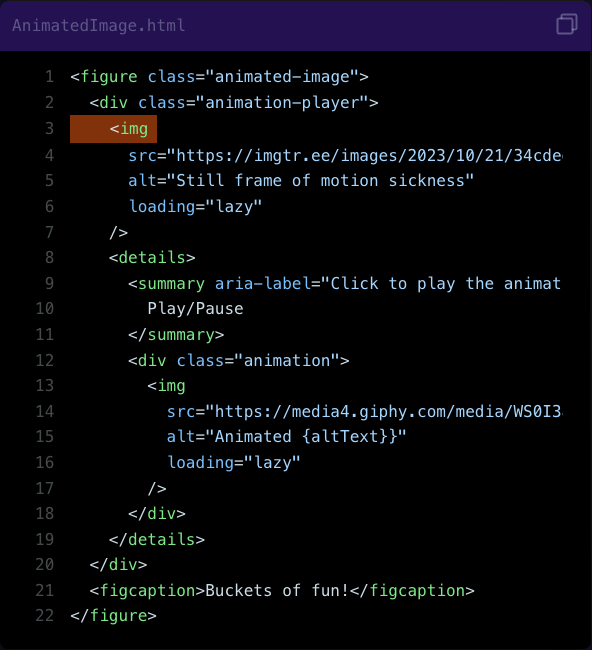 AnimatedImage.html
1 <figure class="animated-image">
2 <div class="animation-player">
3 <img
4 src="https://imgtr.ee/images/2023/10/21/34cde
5 alt="Still frame of motion sickness"
6 loading="lazy"
7 />
8 <details>
9 <summary aria-label="Click to play the animat
10 Play/Pause
11 </summary>
12 <div class="animation">
13 <img
14 src="https://media4.giphy.com/media/WS0I3
15 alt="Animated {altText}}"
16 loading="lazy"
17 />
18 </div>
19 </details>
20 </div>
21 <figcaption>Buckets of fun!</figcaption>
22 </figure>